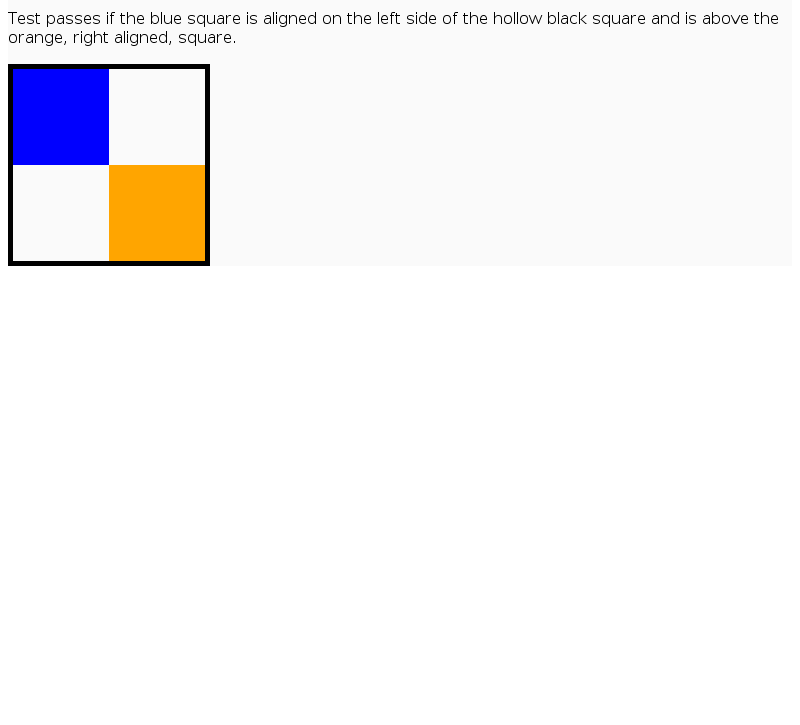 Test passes if the blue square is aligned on the left side of the hollow black square and is above the
orange, right aligned, square.